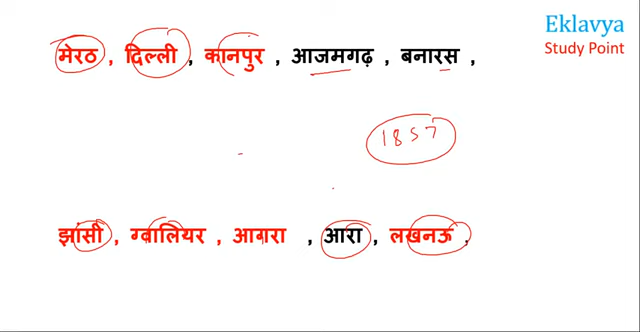 Eklavya
Study Point
मेरठ , दिल्ली , कानपुर , आजमगढ़ , बनारस ,
1857
झांसी , ग्वालियर , आगरा , आरा , लखनऊ .